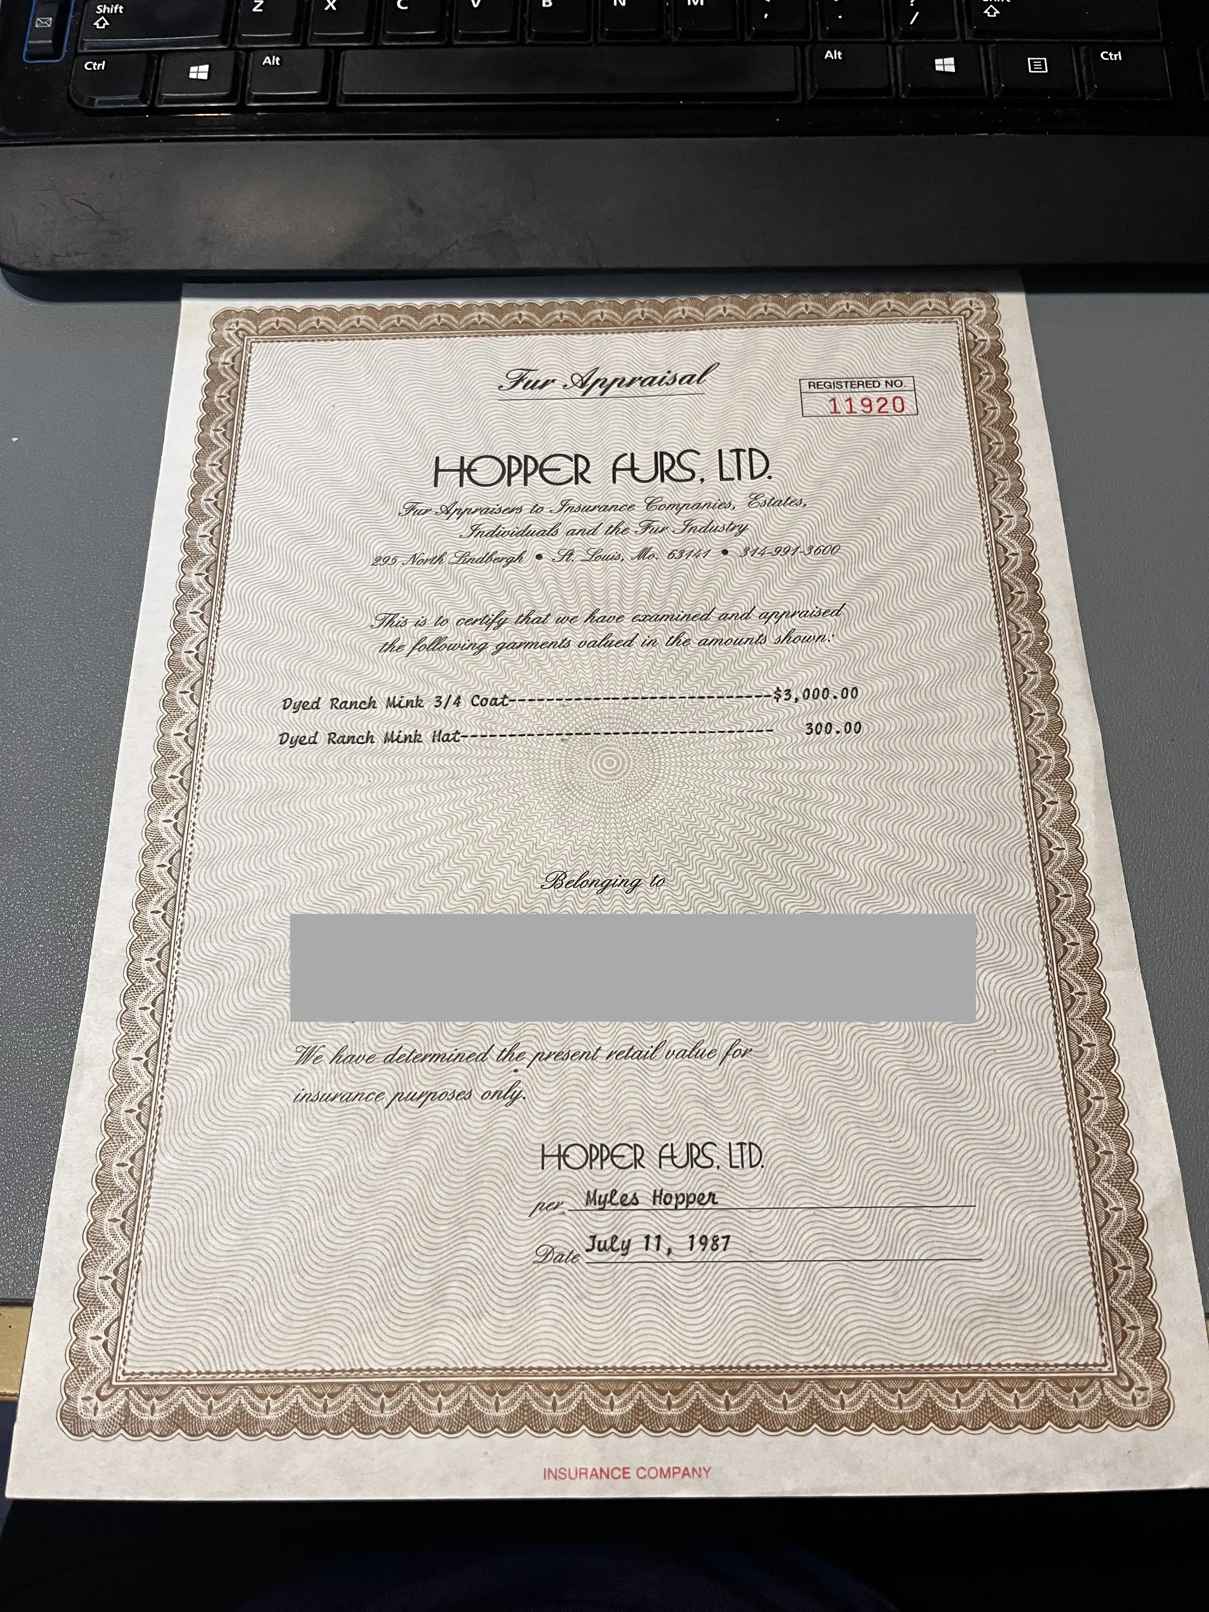 Shift Z X C V B N M , . ? / Shift
Ctrl Alt Alt Ctrl
Fur Appraisal
REGISTERED NO.
11920
HOPPER FURS, LTD.
Fur Appraisers to Insurance Companies, Estates,
Individuals and the Fur Industry
295 North Lindbergh • St. Louis, Mo. 63141 • 314-991-3600
This is to certify that we have examined and appraised
the following garments valued in the amounts shown:
Dyed Ranch Mink 3/4 Coat----------------------------$3,000.00
Dyed Ranch Mink Hat--------------------------------- 300.00
Belonging to
We have determined the present retail value for
insurance purposes only.
HOPPER FURS, LTD.
per Myles Hopper
Date July 11, 1987
INSURANCE COMPANY